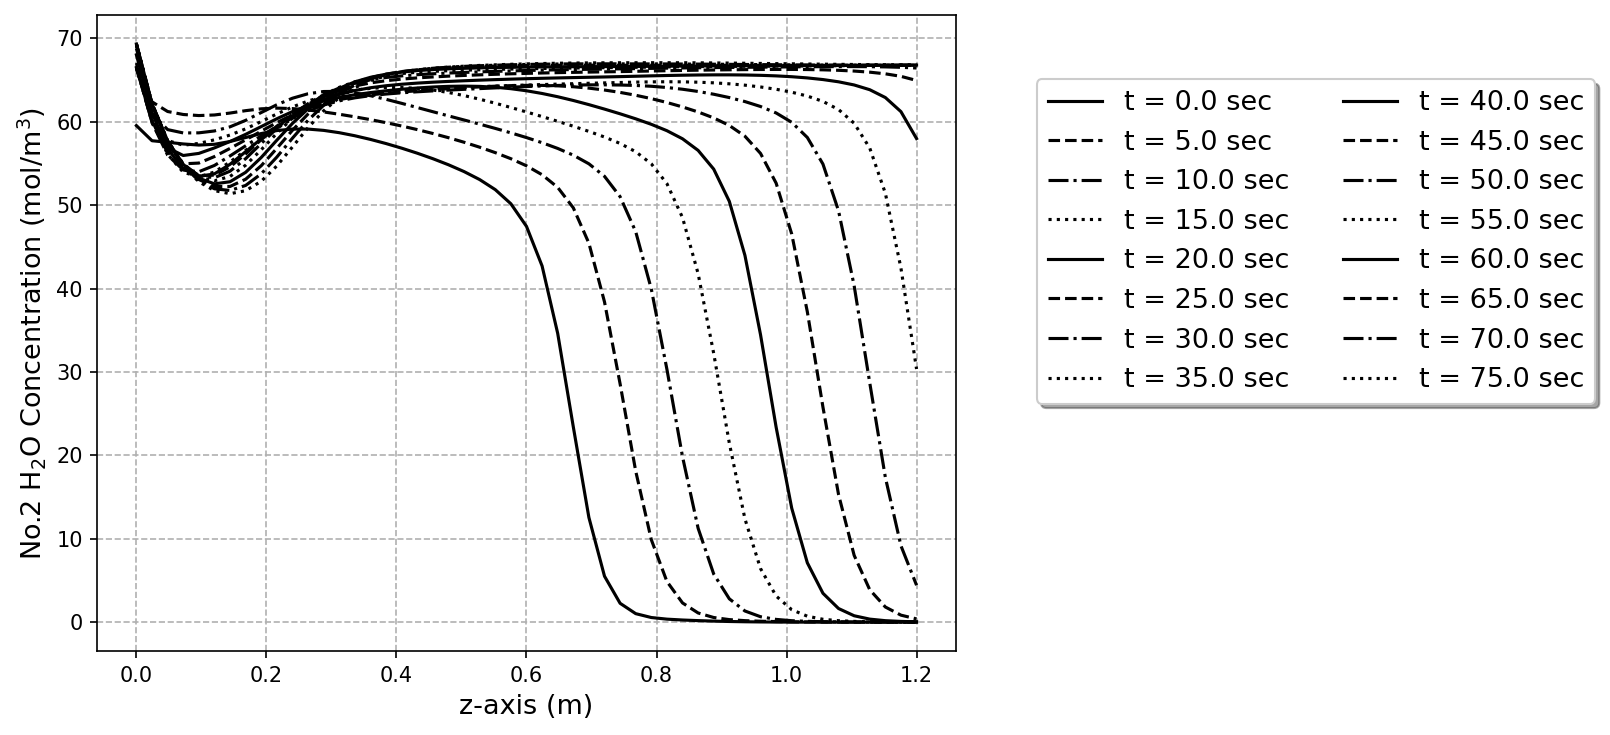 No.2 H₂O Concentration (mol/m³)
70
60
50
40
30
20
10
0
0.0 0.2 0.4 0.6 0.8 1.0 1.2
z-axis (m)
t = 0.0 sec
t = 5.0 sec
t = 10.0 sec
t = 15.0 sec
t = 20.0 sec
t = 25.0 sec
t = 30.0 sec
t = 35.0 sec
t = 40.0 sec
t = 45.0 sec
t = 50.0 sec
t = 55.0 sec
t = 60.0 sec
t = 65.0 sec
t = 70.0 sec
t = 75.0 sec